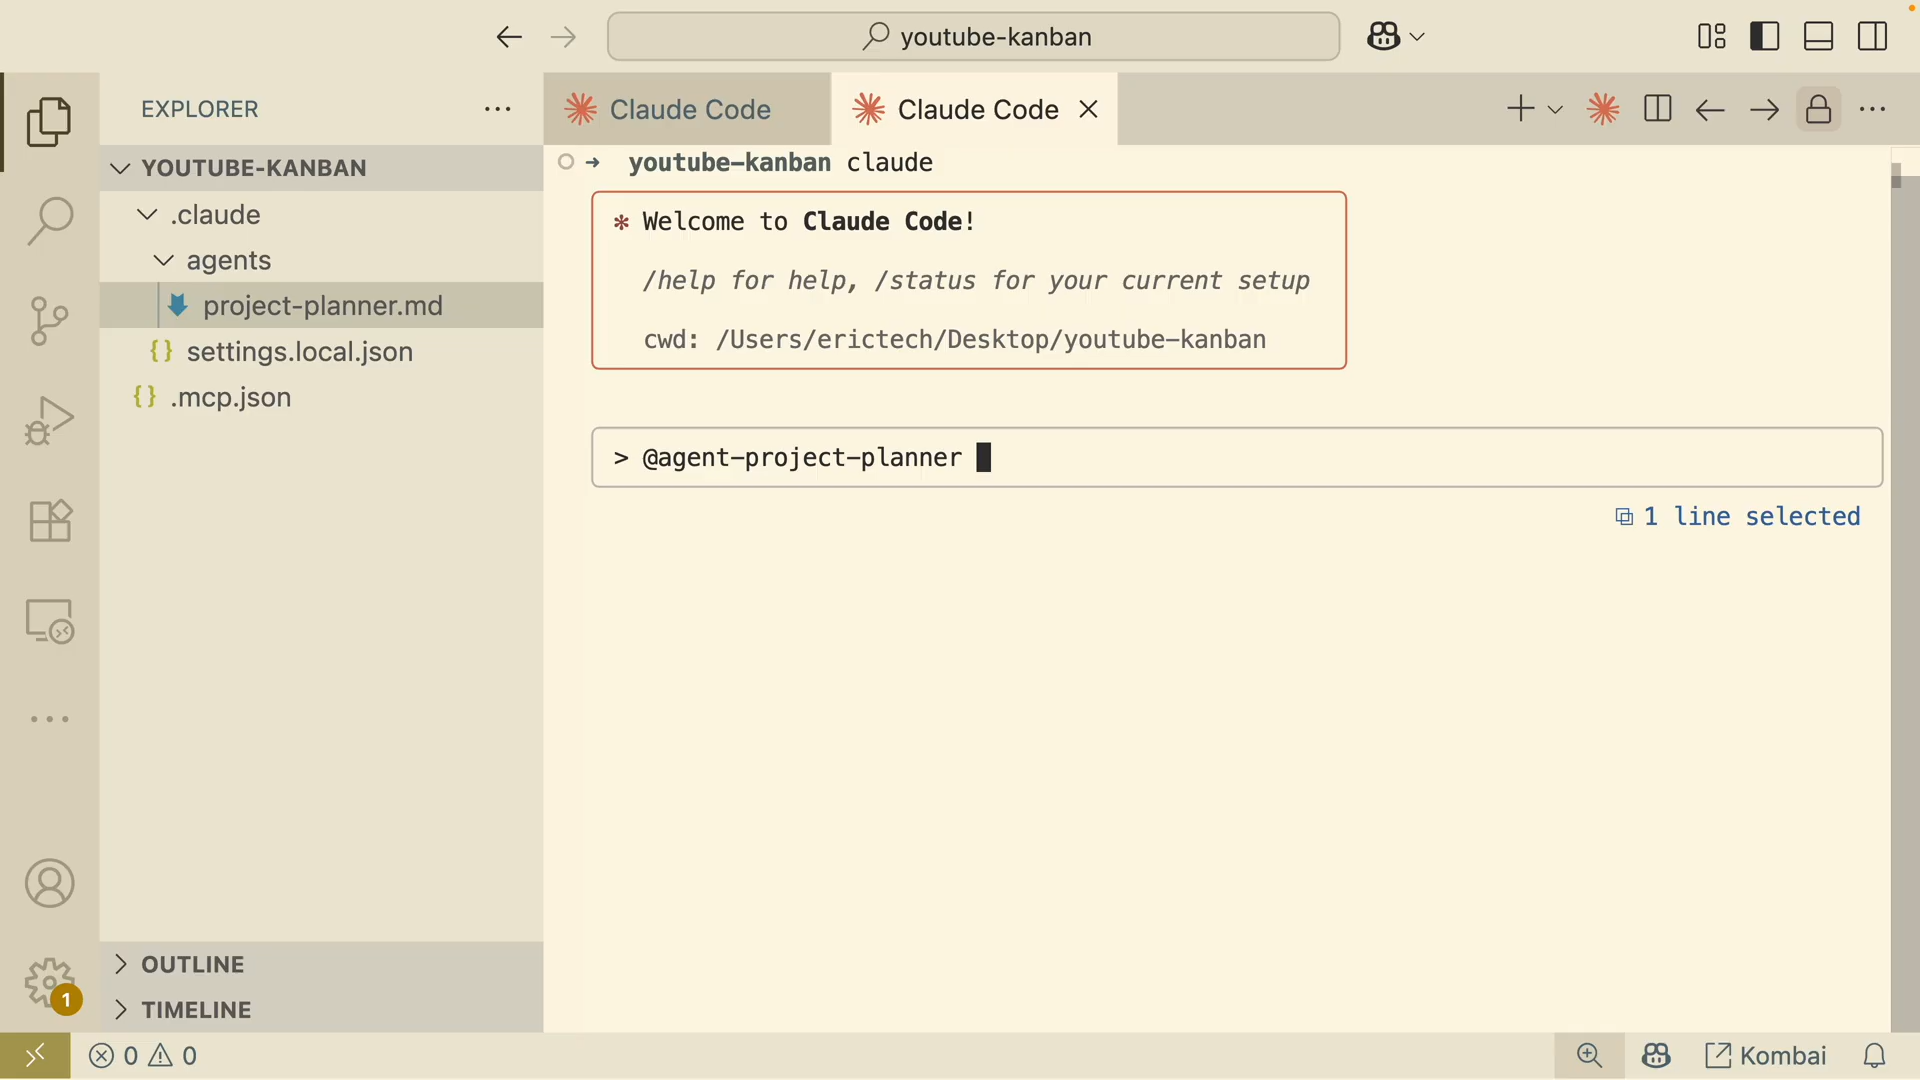 youtube-kanban
EXPLORER
YOUTUBE-KANBAN
.claude
agents
project-planner.md
{} settings.local.json
{} .mcp.json
OUTLINE
TIMELINE
1
Claude Code
Claude Code
youtube-kanban claude
* Welcome to Claude Code!
/help for help, /status for your current setup
cwd: /Users/erictech/Desktop/youtube-kanban
> @agent-project-planner
1 line selected
0 0
Kombai